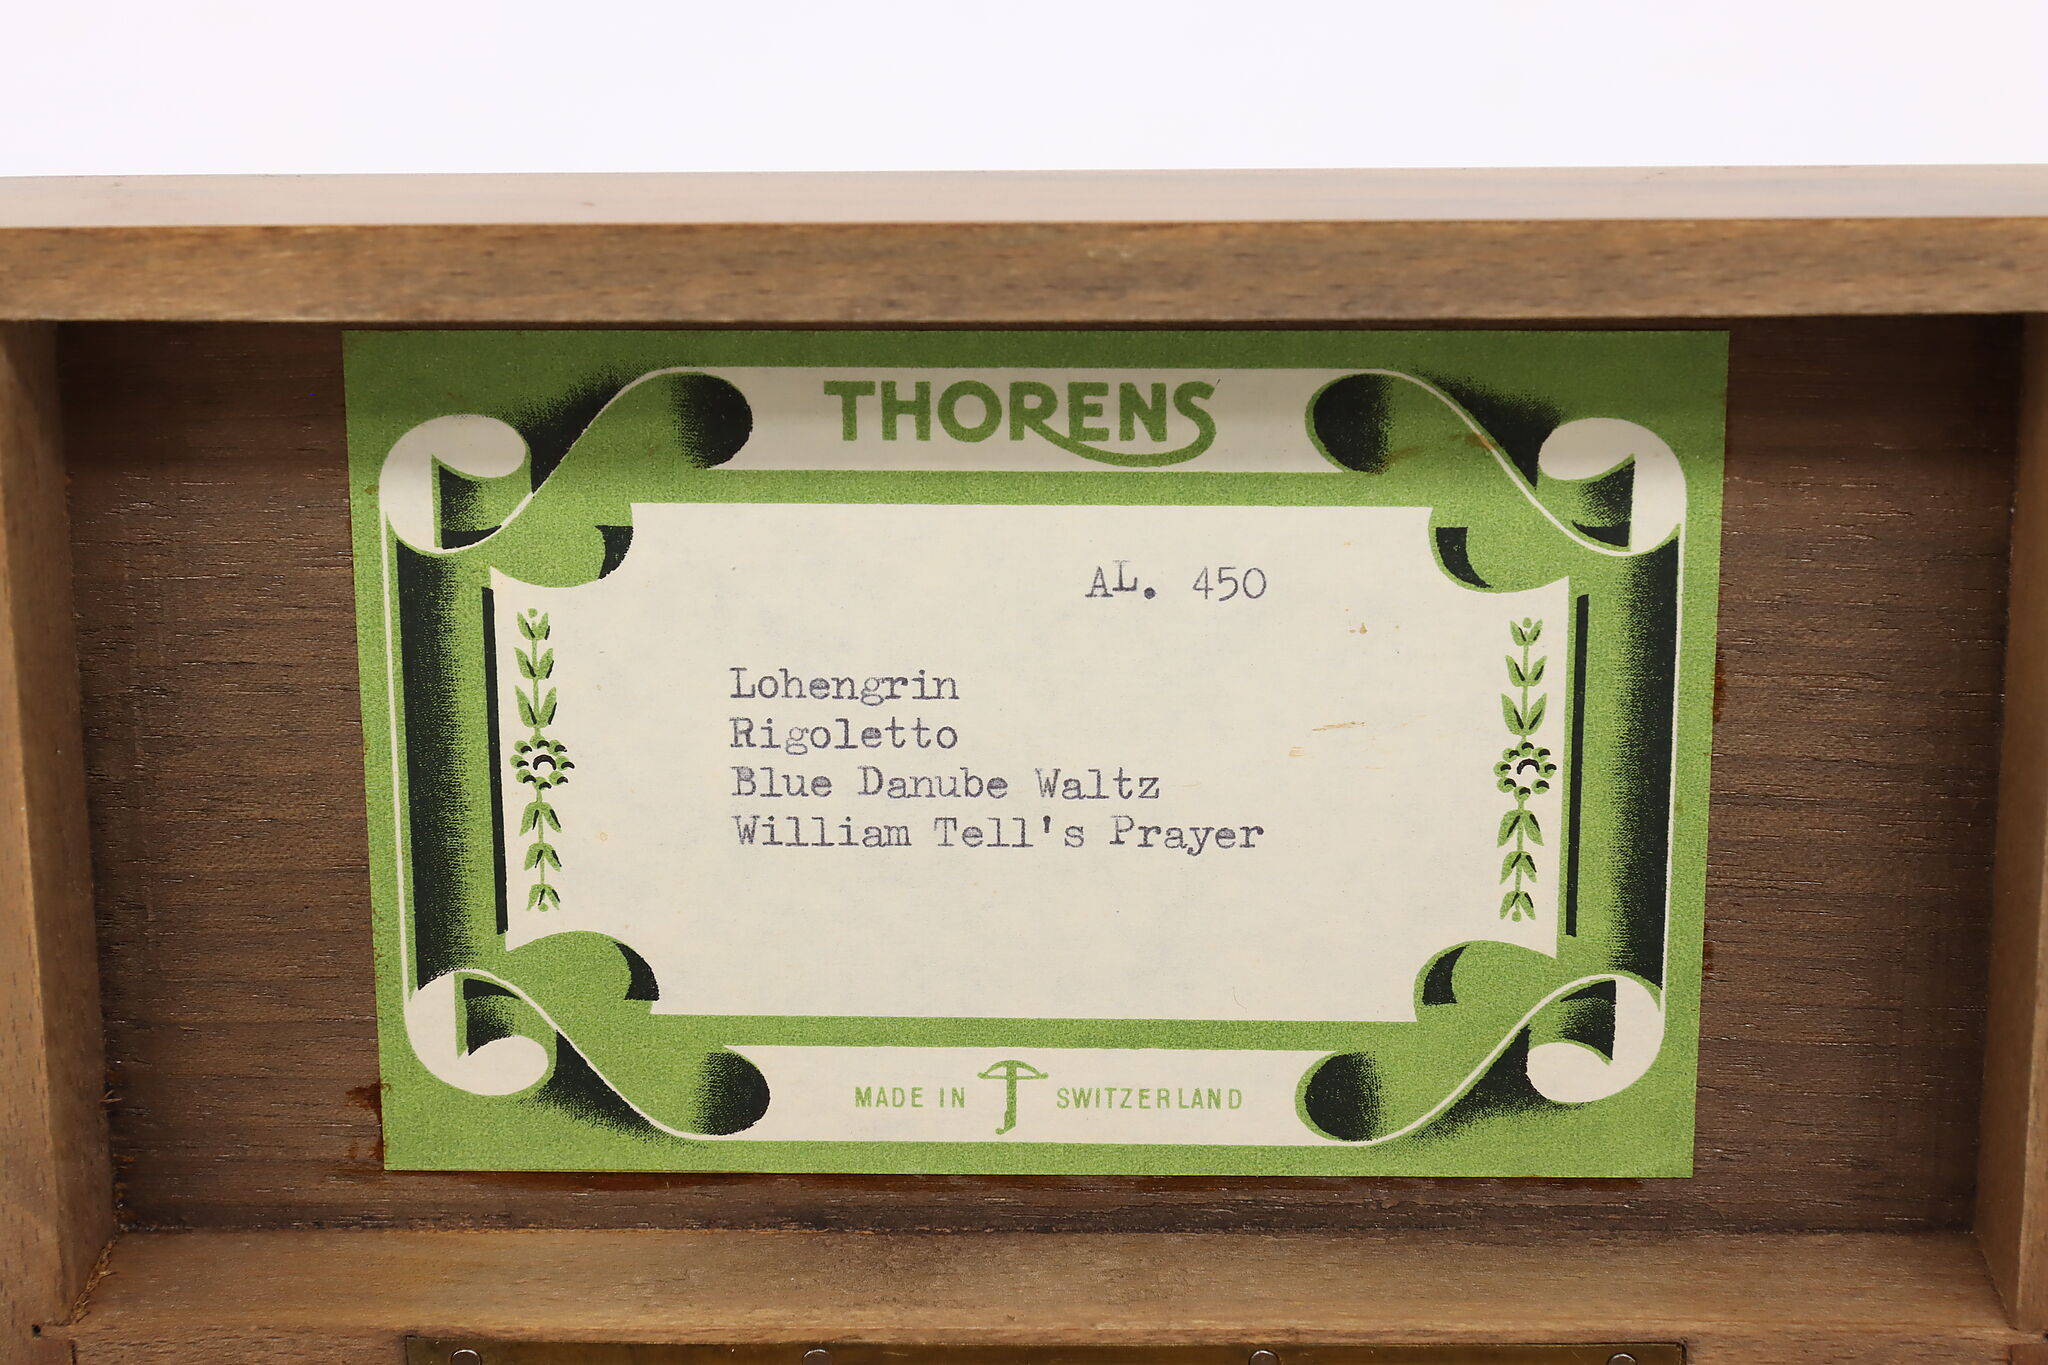 THORENS
AL. 450
Lohengrin
Rigoletto
Blue Danube Waltz
William Tell's Prayer
MADE IN SWITZERLAND